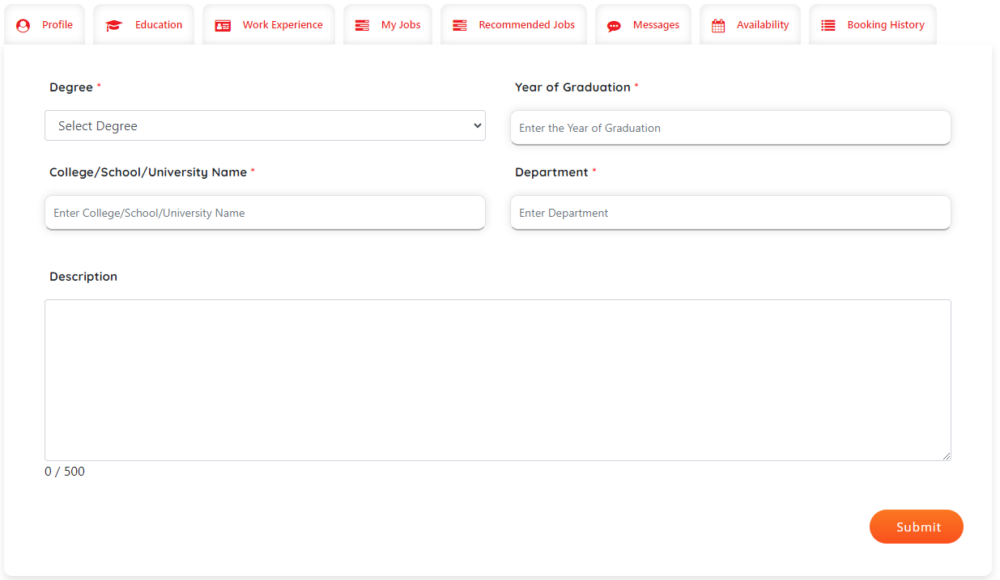 Profile Education Work Experience My Jobs Recommended Jobs Messages Availability Booking History
Degree * Year of Graduation *
Select Degree Enter the Year of Graduation
College/School/University Name * Department *
Enter College/School/University Name Enter Department
Description
0 / 500
Submit